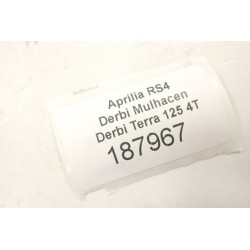 Aprilia RS4
Derbi Mulhacen
Derbi Terra 125 4T
187967